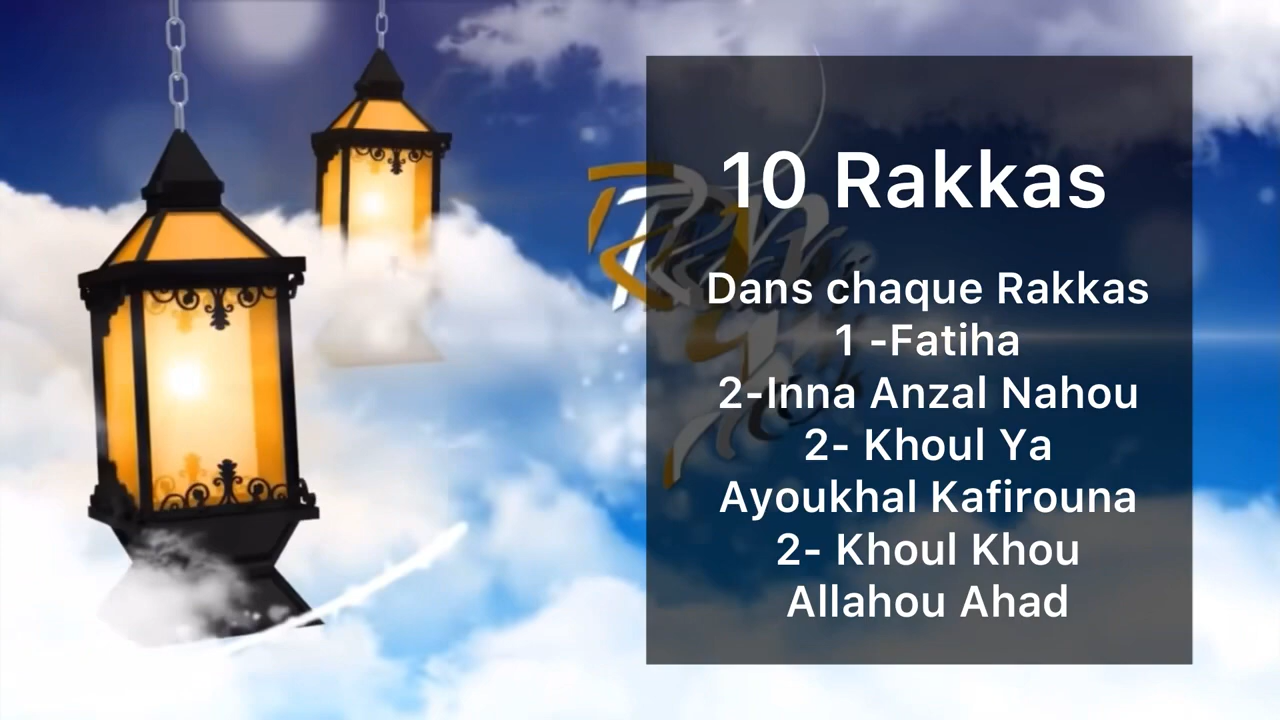 10 Rakkas
Dans chaque Rakkas
1 -Fatiha
2-Inna Anzal Nahou
2- Khoul Ya
Ayoukhal Kafirouna
2- Khoul Khou
Allahou Ahad